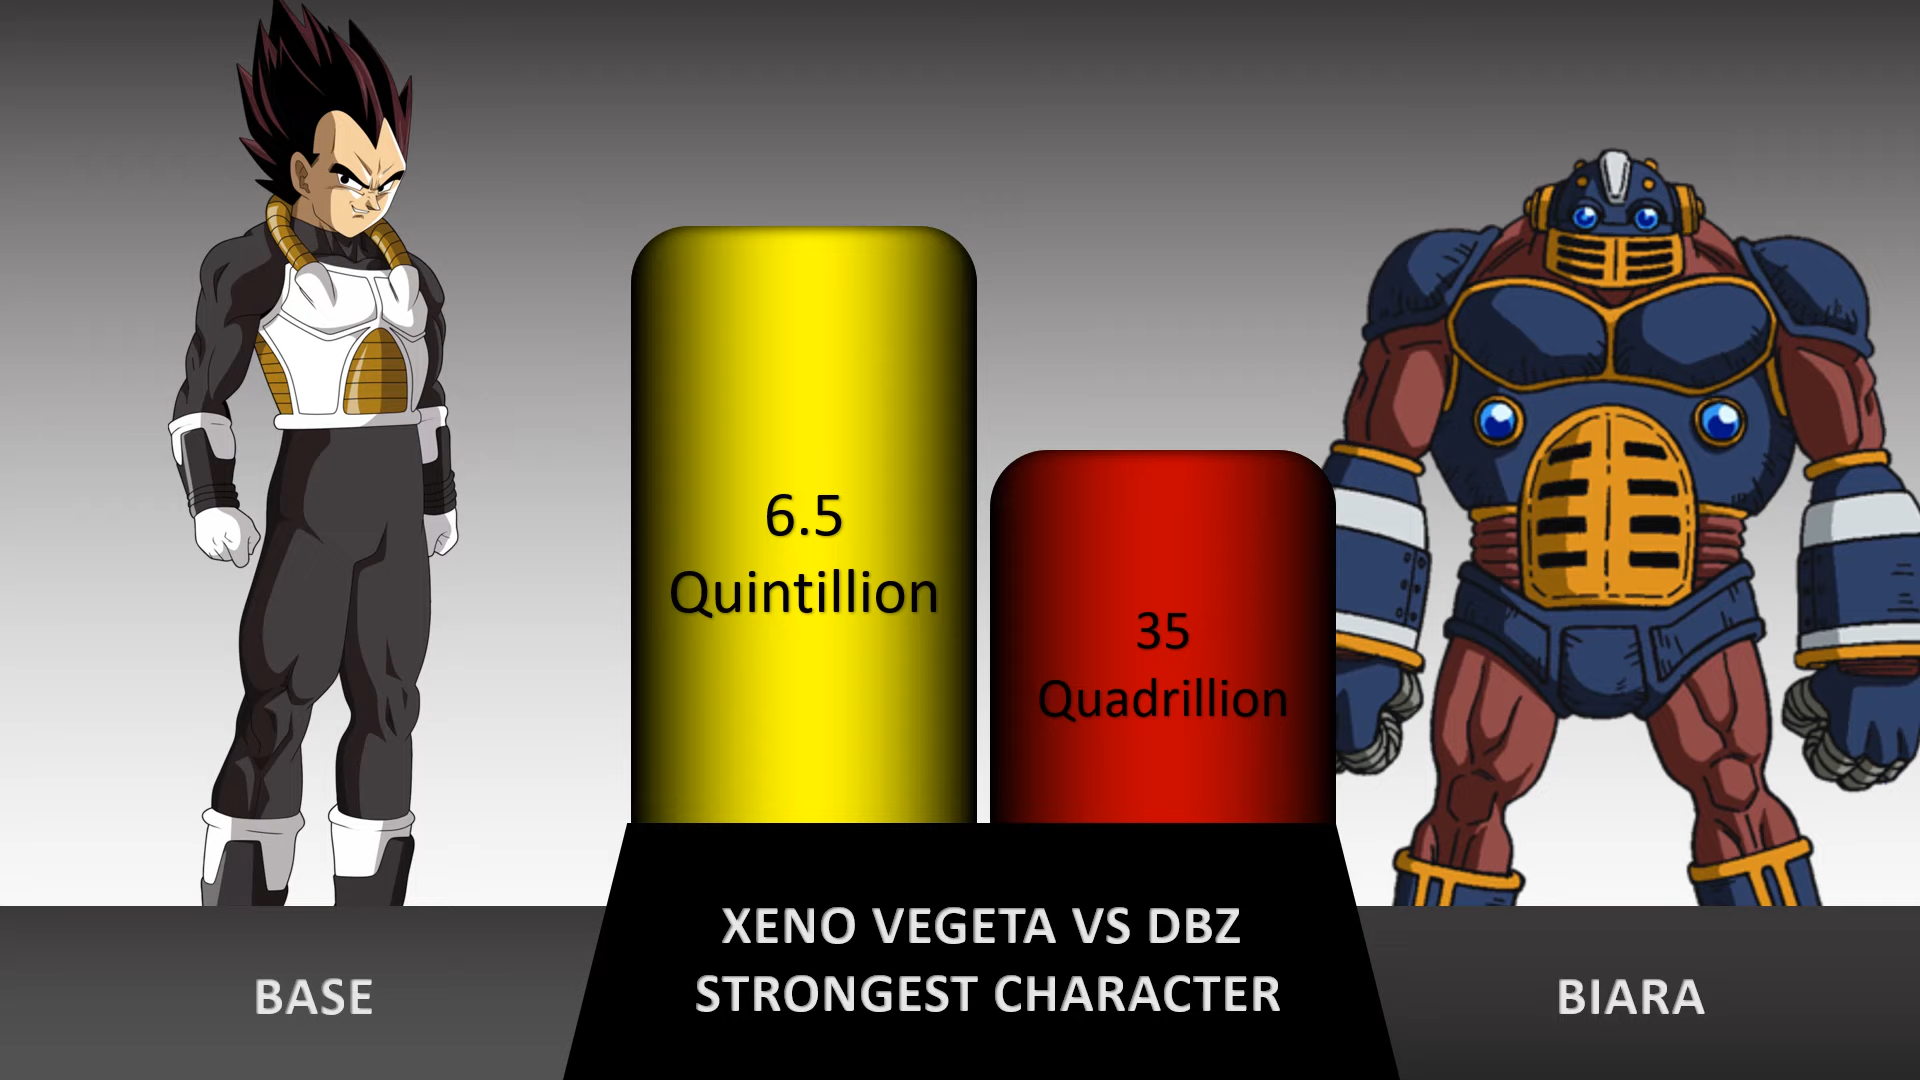 6.5
Quintillion
35
Quadrillion
XENO VEGETA VS DBZ
STRONGEST CHARACTER
BASE
BIARA